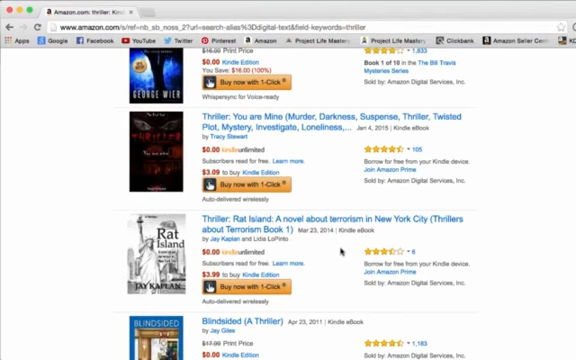 Amazon.com: thriller: Kindl
www.amazon.com/s/ref=nb_sb_noss_2?url=search-alias%3Ddigital-text&field-keywords=thriller
Apps
Google
Facebook
YouTube
Twitter
Pinterest
Amazon
Project Life Mastery
Project Life Mastery
Clickbank
Amazon Seller Cent
GEORGE WIER
$16.00 Print Price
$0.00 Kindle Edition
You Save: $16.00 (100%)
Buy now with 1-Click ®
Whispersync for Voice-ready
1,833
Book 1 of 10 in the The Bill Travis
Mysteries Series
Sold by: Amazon Digital Services, Inc.
THRILLER
Thriller: You are Mine (Murder, Darkness, Suspense, Thriller, Twisted
Plot, Mystery, Investigate, Loneliness,... Jan 4, 2015 | Kindle eBook
by Tracy Stewart
$0.00 kindleunlimited
Subscribers read for free. Learn more.
$3.09 to buy Kindle Edition
Buy now with 1-Click ®
Auto-delivered wirelessly
105
Borrow for free from your Kindle device.
Join Amazon Prime
Sold by: Amazon Digital Services, Inc.
Rat
Island
JAY KAPLAN
Thriller: Rat Island: A novel about terrorism in New York City (Thrillers
about Terrorism Book 1) Mar 23, 2014 | Kindle eBook
by Jay Kaplan and Lidia LoPinto
$0.00 kindleunlimited
Subscribers read for free. Learn more.
$3.99 to buy Kindle Edition
Buy now with 1-Click ®
Auto-delivered wirelessly
6
Borrow for free from your Kindle device.
Join Amazon Prime
Sold by: Amazon Digital Services, Inc.
BLINDSIDED
Blindsided (A Thriller) Apr 23, 2011 | Kindle eBook
by Jay Giles
$17.99 Print Price
$0.00 Kindle Edition
1,183
Sold by: Amazon Digital Services, Inc.